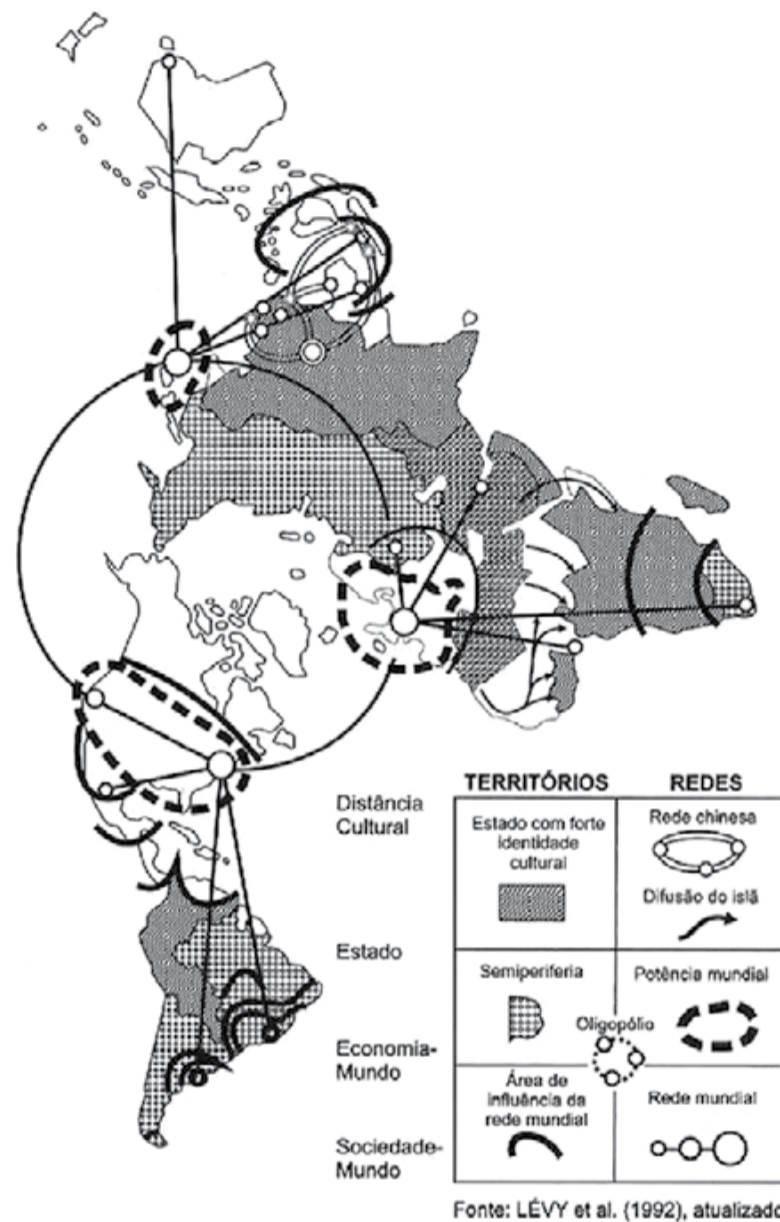 Distância
Cultural
Estado
Economia-
Mundo
Sociedade-
Mundo
TERRITÓRIOS
REDES
Estado com forte
identidade
cultural
Rede chinesa
Difusão do islã
Semiperiferia
Potência mundial
Oligopólio
Área de
influência da
rede mundial
Rede mundial
Fonte: LÉVY et al. (1992), atualizado